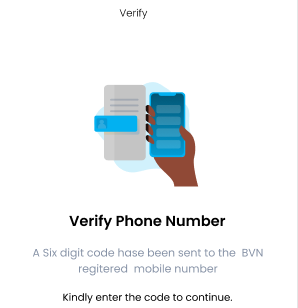 Verify
Verify Phone Number
A Six digit code hase been sent to the BVN
regitered mobile number
Kindly enter the code to continue.